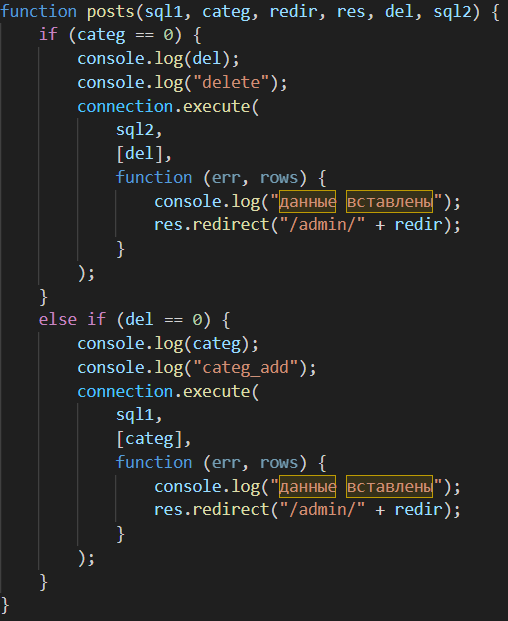 function posts(sql1, categ, redir, res, del, sql2) {
    if (categ == 0) {
        console.log(del);
        console.log("delete");
        connection.execute(
            sql2,
            [del],
            function (err, rows) {
                console.log("данные вставлены");
                res.redirect("/admin/" + redir);
            }
        );
    }
    else if (del == 0) {
        console.log(categ);
        console.log("categ_add");
        connection.execute(
            sql1,
            [categ],
            function (err, rows) {
                console.log("данные вставлены");
                res.redirect("/admin/" + redir);
            }
        );
    }
}